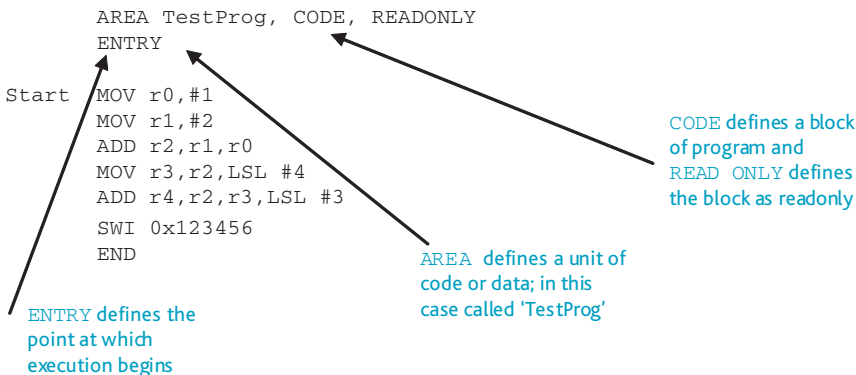 AREA TestProg, CODE, READONLY
ENTRY
Start MOV r0,#1
MOV r1,#2
ADD r2,r1,r0
MOV r3,r2,LSL #4
ADD r4,r2,r3,LSL #3
SWI 0x123456
END
CODE defines a block
of program and
READ ONLY defines
the block as readonly
AREA defines a unit of
code or data; in this
case called ‘TestProg’
ENTRY defines the
point at which
execution begins